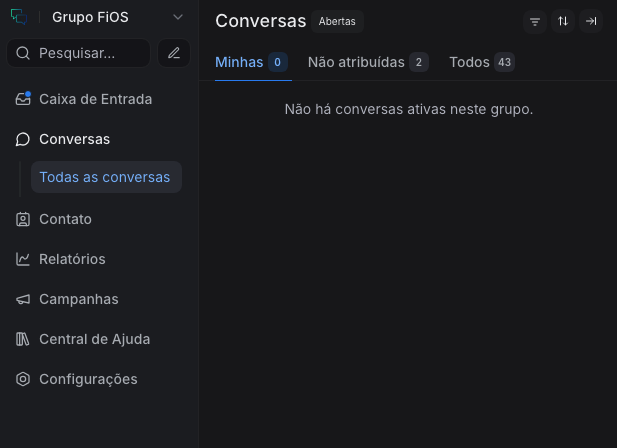 Grupo FiOS
Pesquisar...
Caixa de Entrada
Conversas
Todas as conversas
Contato
Relatórios
Campanhas
Central de Ajuda
Configurações
Conversas Abertas
Minhas 0 Não atribuídas 2 Todos 43
Não há conversas ativas neste grupo.